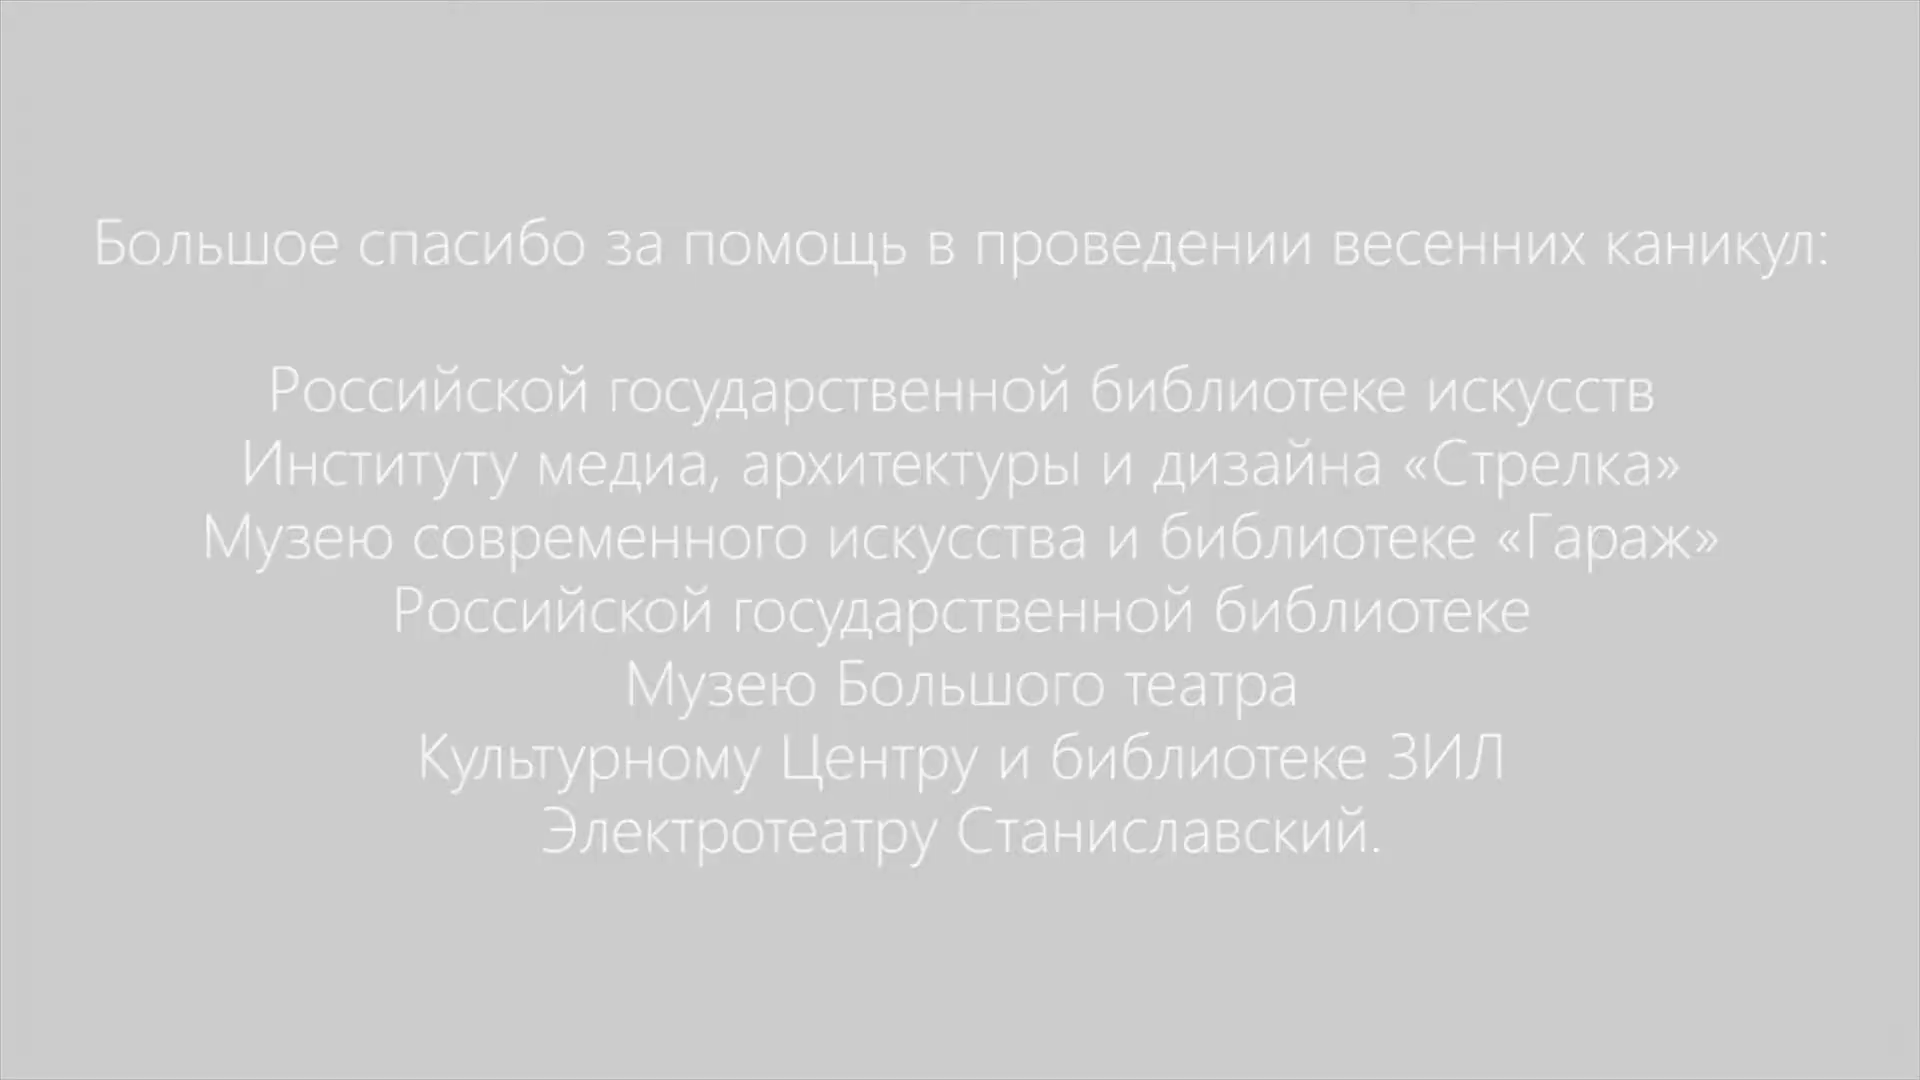 Большое спасибо за помощь в проведении весенних каникул:
Российской государственной библиотеке искусств
Институту медиа, архитектуры и дизайна «Стрелка»
Музею современного искусства и библиотеке «Гараж»
Российской государственной библиотеке
Музею Большого театра
Культурному Центру и библиотеке ЗИЛ
Электротеатру Станиславский.